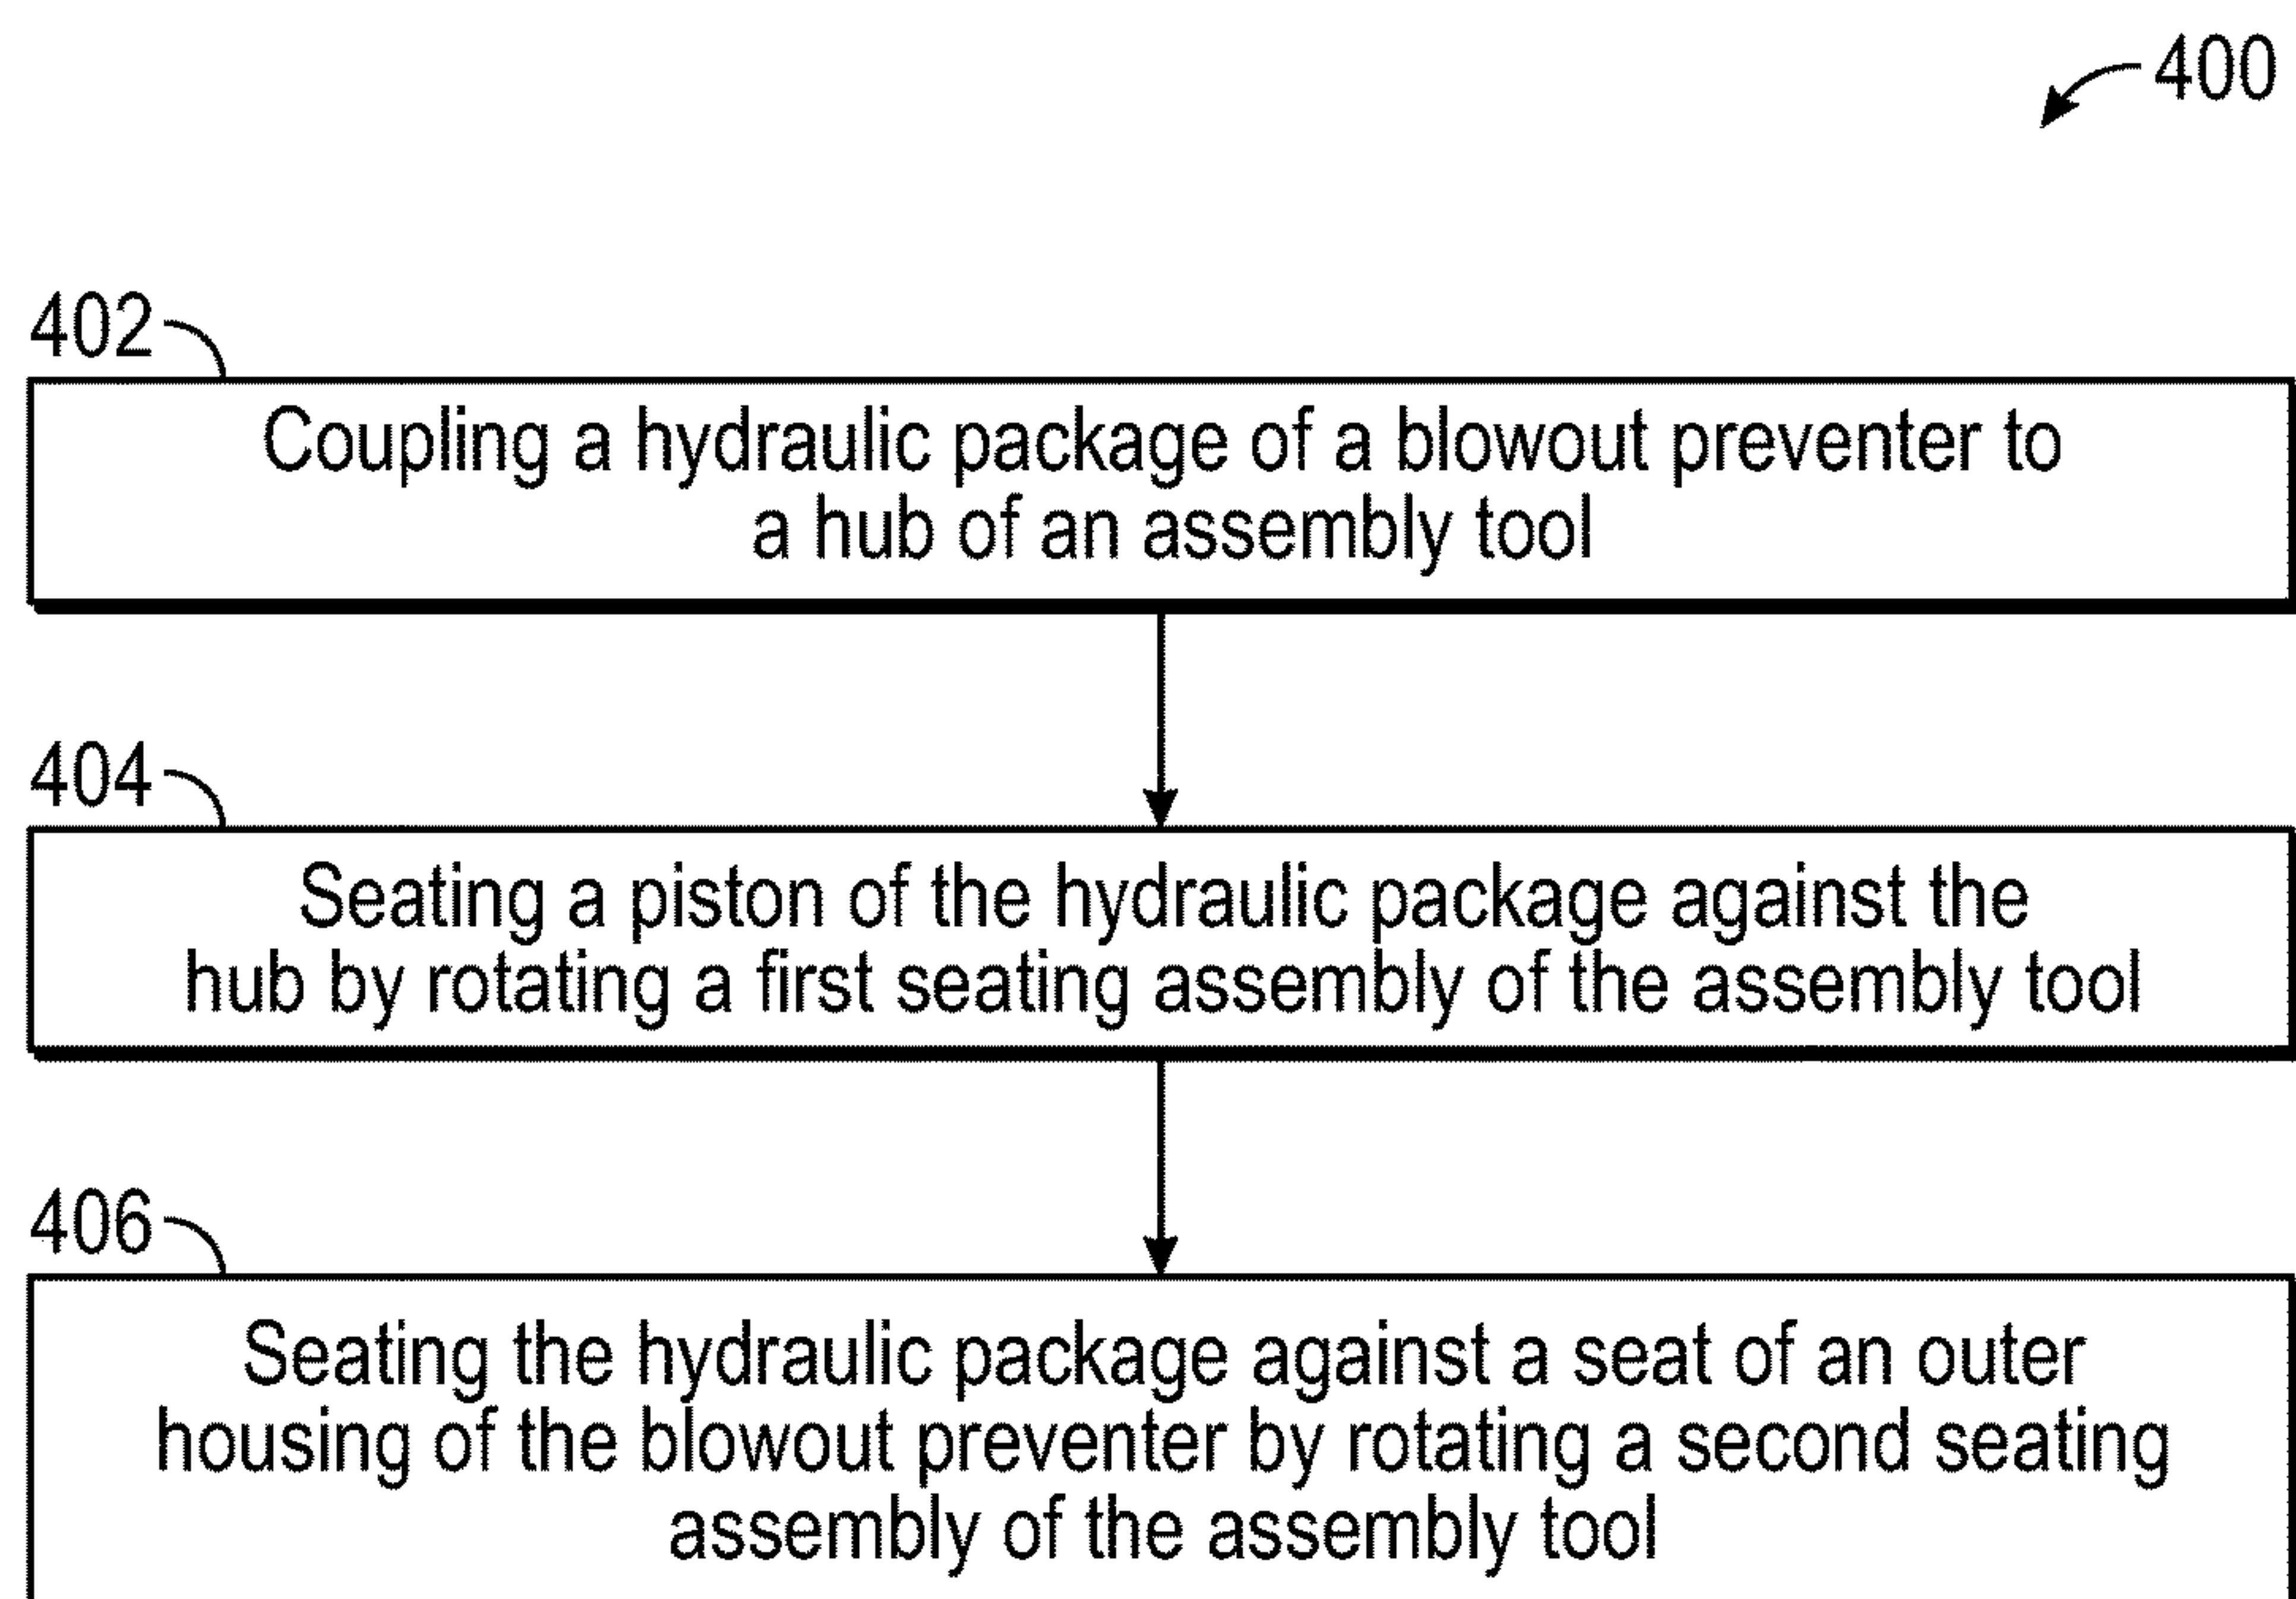 400
402
Coupling a hydraulic package of a blowout preventer to
a hub of an assembly tool
404
Seating a piston of the hydraulic package against the
hub by rotating a first seating assembly of the assembly tool
406
Seating the hydraulic package against a seat of an outer
housing of the blowout preventer by rotating a second seating
assembly of the assembly tool